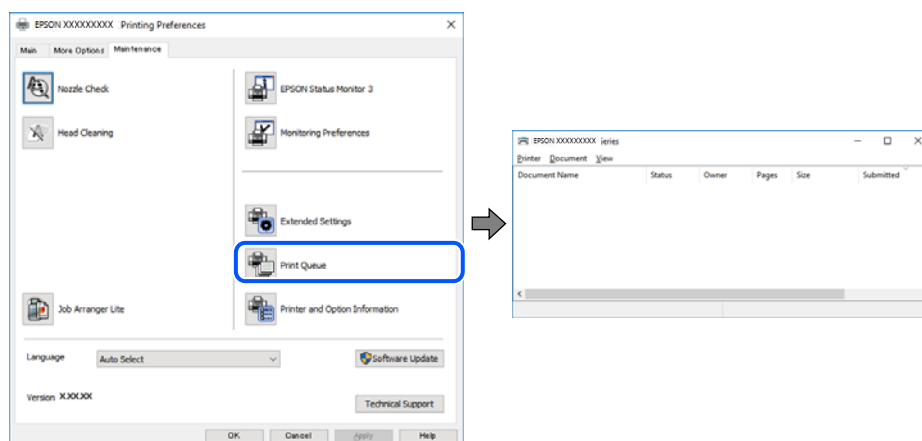 EPSON XXXXXXXXX Printing Preferences
Main More Options Maintenance
Nozzle Check
EPSON Status Monitor 3
Head Cleaning
Monitoring Preferences
Extended Settings
Print Queue
Job Arranger Lite
Printer and Option Information
Language Auto Select
Software Update
Version X.XX.XX
Technical Support
OK Cancel Apply Help
EPSON XXXXXXXXX ieries
Printer Document View
Document Name Status Owner Pages Size Submitted